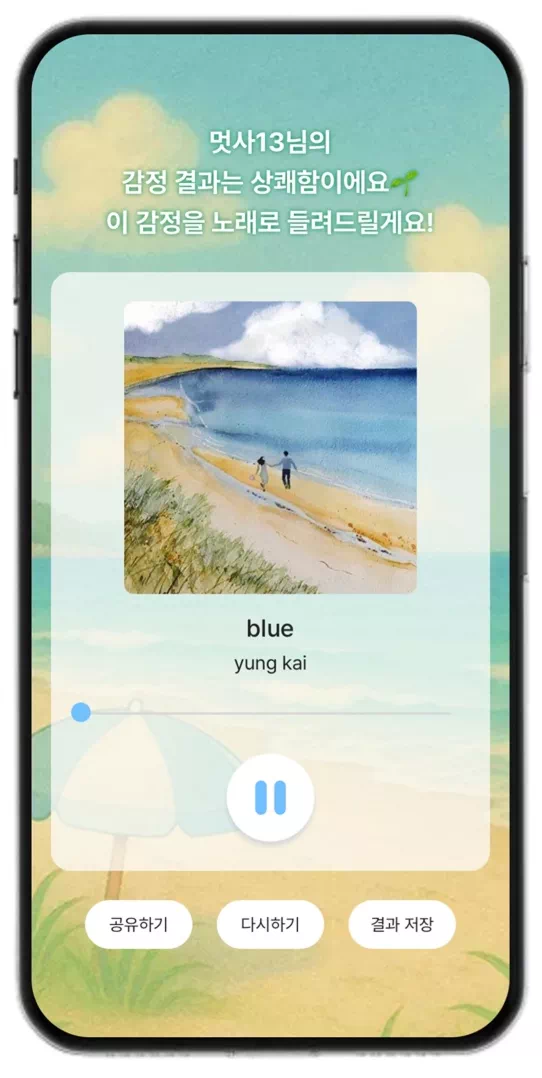 멋사13님의
감정 결과는 상쾌함이에요🌱
이 감정을 노래로 들려드릴게요!
blue
yung kai
공유하기
다시하기
결과 저장